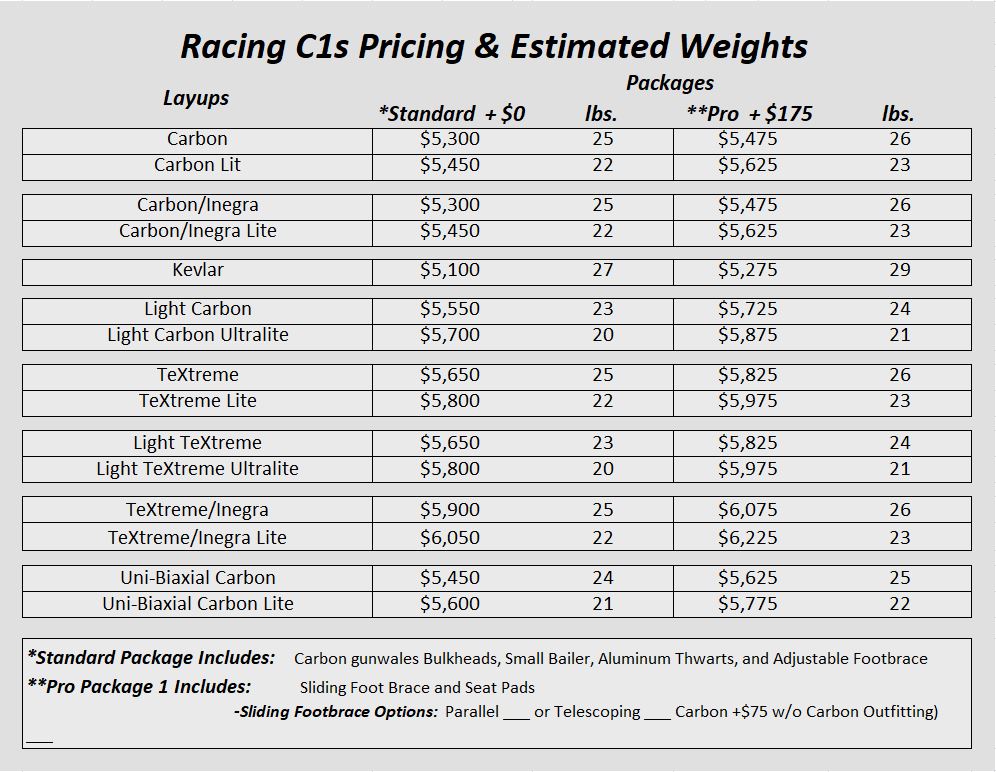 Racing C1s Pricing & Estimated Weights
Packages
Layups
*Standard + $0 lbs. **Pro + $175 lbs.
Carbon $5,300 25 $5,475 26
Carbon Lit $5,450 22 $5,625 23
Carbon/Inegra $5,300 25 $5,475 26
Carbon/Inegra Lite $5,450 22 $5,625 23
Kevlar $5,100 27 $5,275 29
Light Carbon $5,550 23 $5,725 24
Light Carbon Ultralite $5,700 20 $5,875 21
TeXtreme $5,650 25 $5,825 26
TeXtreme Lite $5,800 22 $5,975 23
Light TeXtreme $5,650 23 $5,825 24
Light TeXtreme Ultralite $5,800 20 $5,975 21
TeXtreme/Inegra $5,900 25 $6,075 26
TeXtreme/Inegra Lite $6,050 22 $6,225 23
Uni-Biaxial Carbon $5,450 24 $5,625 25
Uni-Biaxial Carbon Lite $5,600 21 $5,775 22
*Standard Package Includes: Carbon gunwales Bulkheads, Small Bailer, Aluminum Thwarts, and Adjustable Footbrace
**Pro Package 1 Includes: Sliding Foot Brace and Seat Pads
-Sliding Footbrace Options: Parallel ___ or Telescoping ___ Carbon +$75 w/o Carbon Outfitting)
___